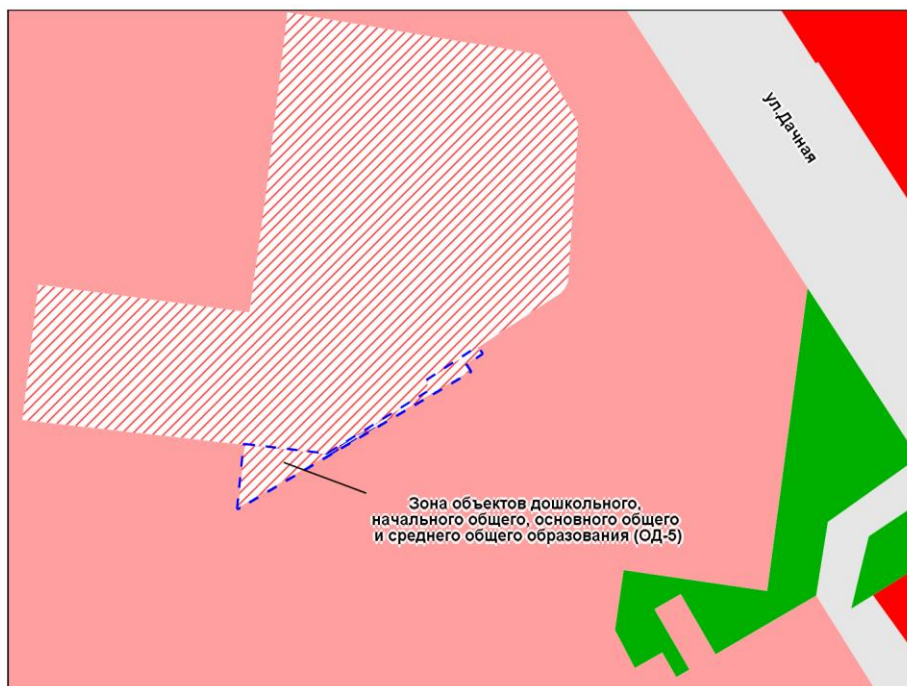 ул.Дачная
Зона объектов дошкольного,
начального общего, основного общего
и среднего общего образования (ОД-5)